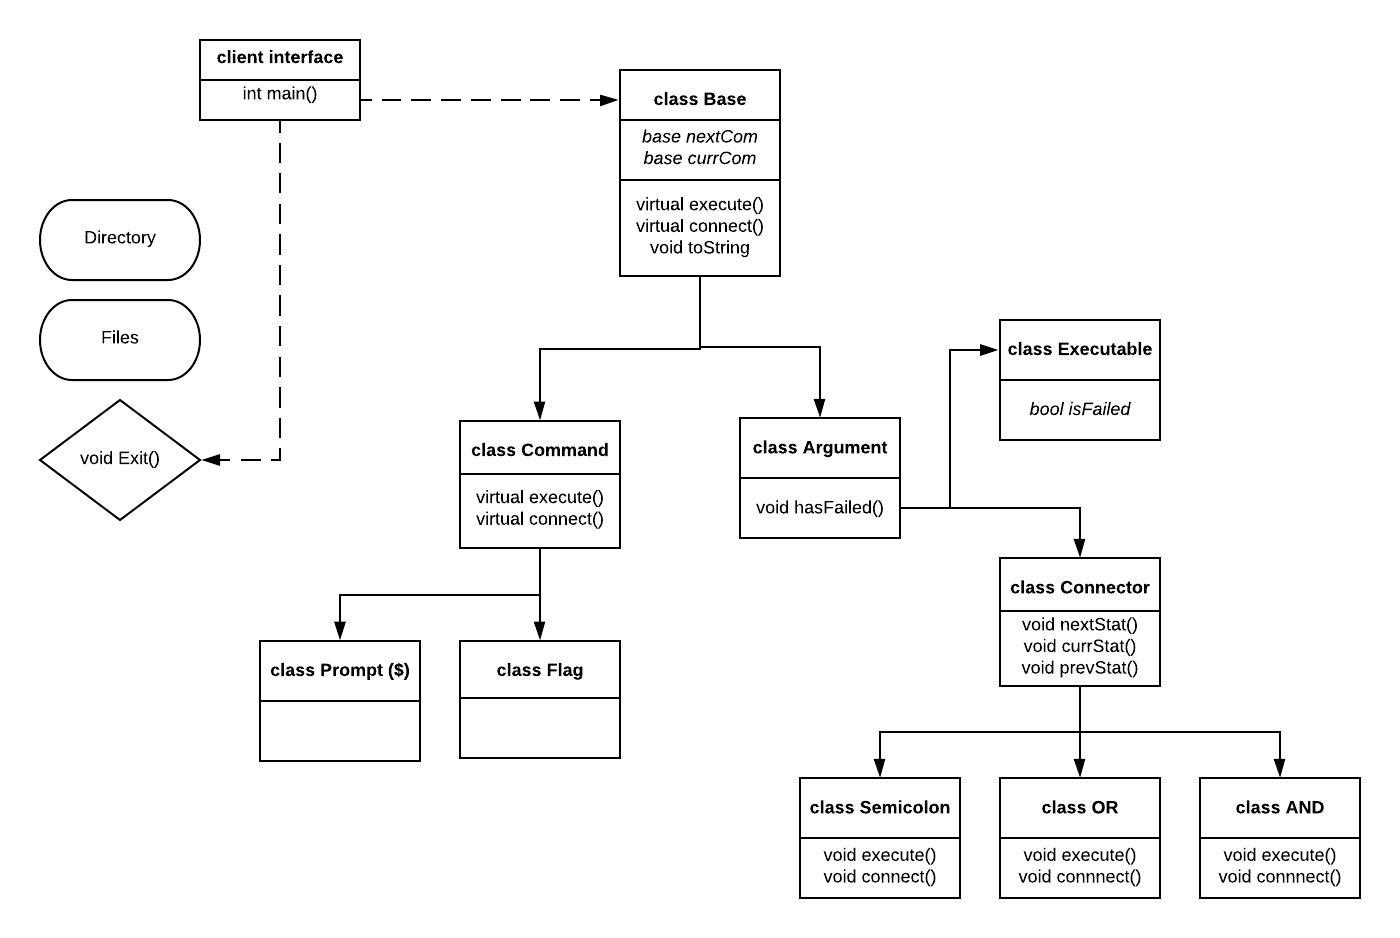 client interface
int main()
class Base
base nextCom
base currCom
virtual execute()
virtual connect()
void toString
Directory
Files
void Exit()
class Executable
bool isFailed
class Command
virtual execute()
virtual connect()
class Argument
void hasFailed()
class Connector
void nextStat()
void currStat()
void prevStat()
class Prompt ($)
class Flag
class Semicolon
void execute()
void connect()
class OR
void execute()
void connnect()
class AND
void execute()
void connnect()